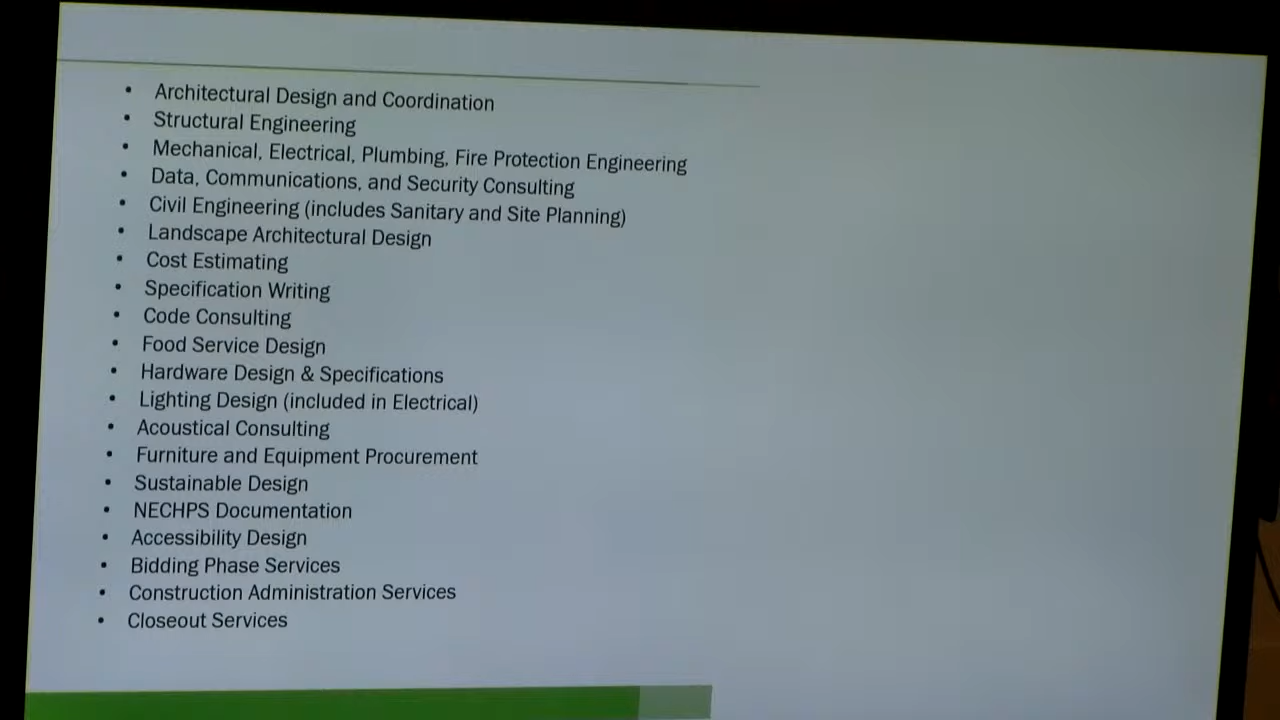 • Architectural Design and Coordination
• Structural Engineering
• Mechanical, Electrical, Plumbing, Fire Protection Engineering
• Data, Communications, and Security Consulting
• Civil Engineering (includes Sanitary and Site Planning)
• Landscape Architectural Design
• Cost Estimating
• Specification Writing
• Code Consulting
• Food Service Design
• Hardware Design & Specifications
• Lighting Design (included in Electrical)
• Acoustical Consulting
• Furniture and Equipment Procurement
• Sustainable Design
• NECHPS Documentation
• Accessibility Design
• Bidding Phase Services
• Construction Administration Services
• Closeout Services